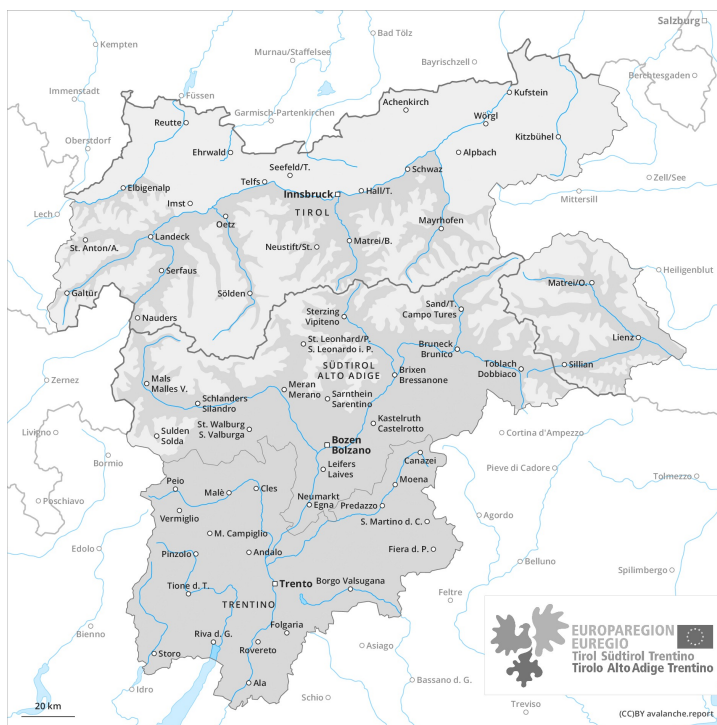 Salzburg
Kempten
Bad Tölz
Murnau/Staffelsee
Bayrischzell
Berchtesgaden
Immenstadt
Füssen
Garmisch-Partenkirchen
Achenkirch
Kufstein
Reutte
Wörgl
Kitzbühel
Oberstdorf
Ehrwald
Seefeld/T.
Alpbach
Telfs
Schwaz
Zell/See
Elbigenalp
Innsbruck
Hall/T.
Mittersill
Imst
TIROL
Lech
Oetz
Mayrhofen
Landeck
St. Anton/A.
Neustift/St.
Matrei/B.
Heiligenblut
Serfaus
Matrei/O.
Galtür
Sölden
Sand/T.
Campo Tures
Nauders
Sterzing
Vipiteno
Lienz
St. Leonhard/P.
S. Leonardo i. P.
Bruneck
Brunico
Toblach
Dobbiaco
Sillian
SÜDTIROL
ALTO ADIGE
Brixen
Bressanone
Zernez
Mals
Malles V.
Meran
Merano
Sarnthein
Sarentino
Schlanders
Silandro
Kastelruth
Castelrotto
St. Walburg
S. Valburga
Livigno
Sulden
Solda
Bozen
Bolzano
Cortina d'Ampezzo
Bormio
Canazei
Pieve di Cadore
Leifers
Laives
Tolmezzo
Peio
Malè
Cles
Moena
Poschiavo
Neumarkt
Egna
Predazzo
Vermiglio
S. Martino d. C.
Agordo
M. Campiglio
Edolo
Pinzolo
Andalo
Fiera d. P.
Belluno
Spilimbergo
Tione d. T.
Trento
Borgo Valsugana
Feltre
TRENTINO
Folgaria
Bienno
Riva d. G.
Rovereto
Asiago
Storo
Bassano d. G.
Ala
Idro
Schio
Treviso
EUROPAREGION
EUREGIO
Tirol Südtirol Trentino
Tirolo Alto Adige Trentino
20 km
(CC)BY avalanche.report